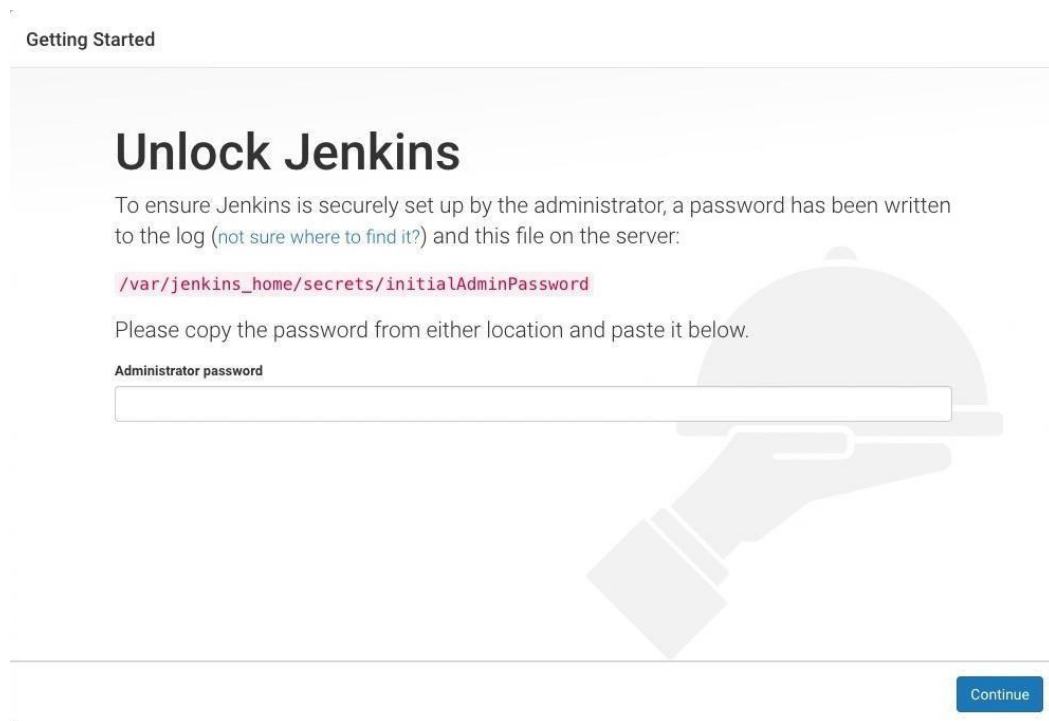 Getting Started
Unlock Jenkins
To ensure Jenkins is securely set up by the administrator, a password has been written
to the log (not sure where to find it?) and this file on the server:
/var/jenkins_home/secrets/initialAdminPassword
Please copy the password from either location and paste it below.
Administrator password
Continue